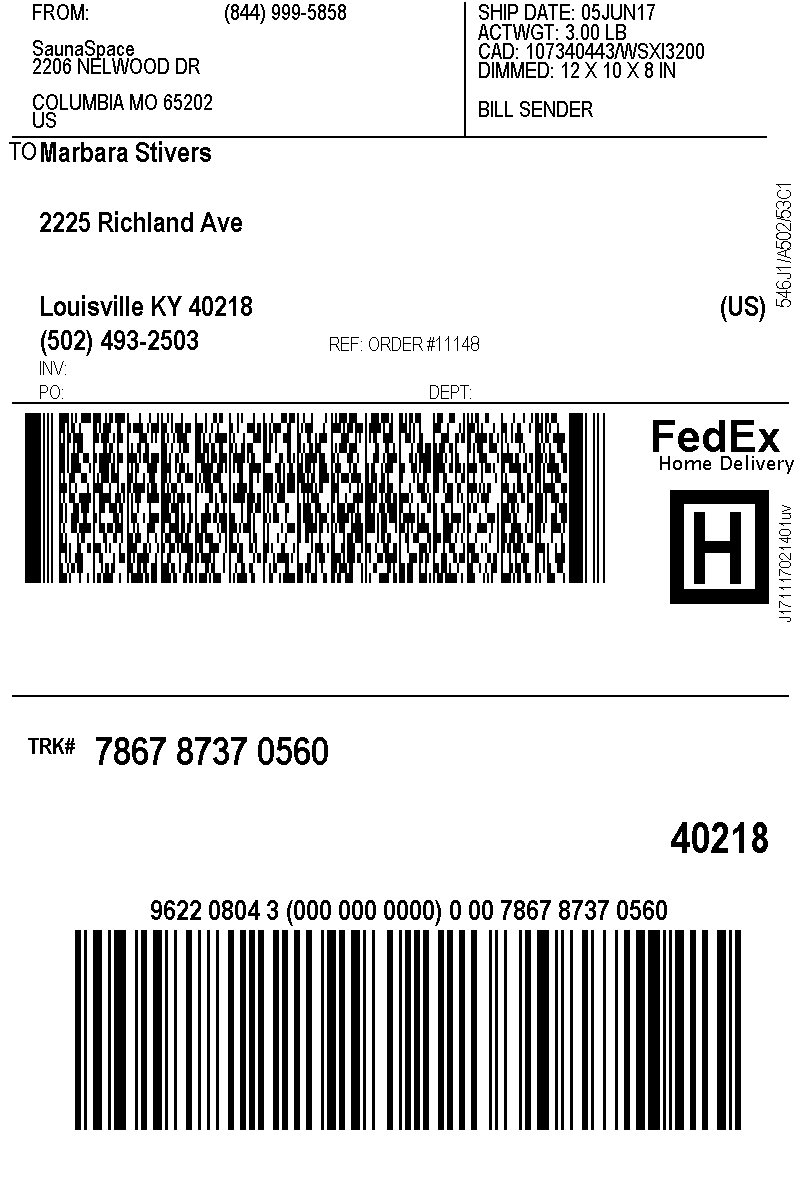 FROM: (844) 999-5858
SaunaSpace
2206 NELWOOD DR
COLUMBIA MO 65202
US
SHIP DATE: 05JUN17
ACTWGT: 3.00 LB
CAD: 107340443/WSXI3200
DIMMED: 12 X 10 X 8 IN
BILL SENDER
TO Marbara Stivers
2225 Richland Ave
Louisville KY 40218 (US)
(502) 493-2503 REF: ORDER #11148
INV:
PO: DEPT:
546J1/A502/53C1
FedEx
Home Delivery
H
J171117021401uv
TRK# 7867 8737 0560
40218
9622 0804 3 (000 000 0000) 0 00 7867 8737 0560